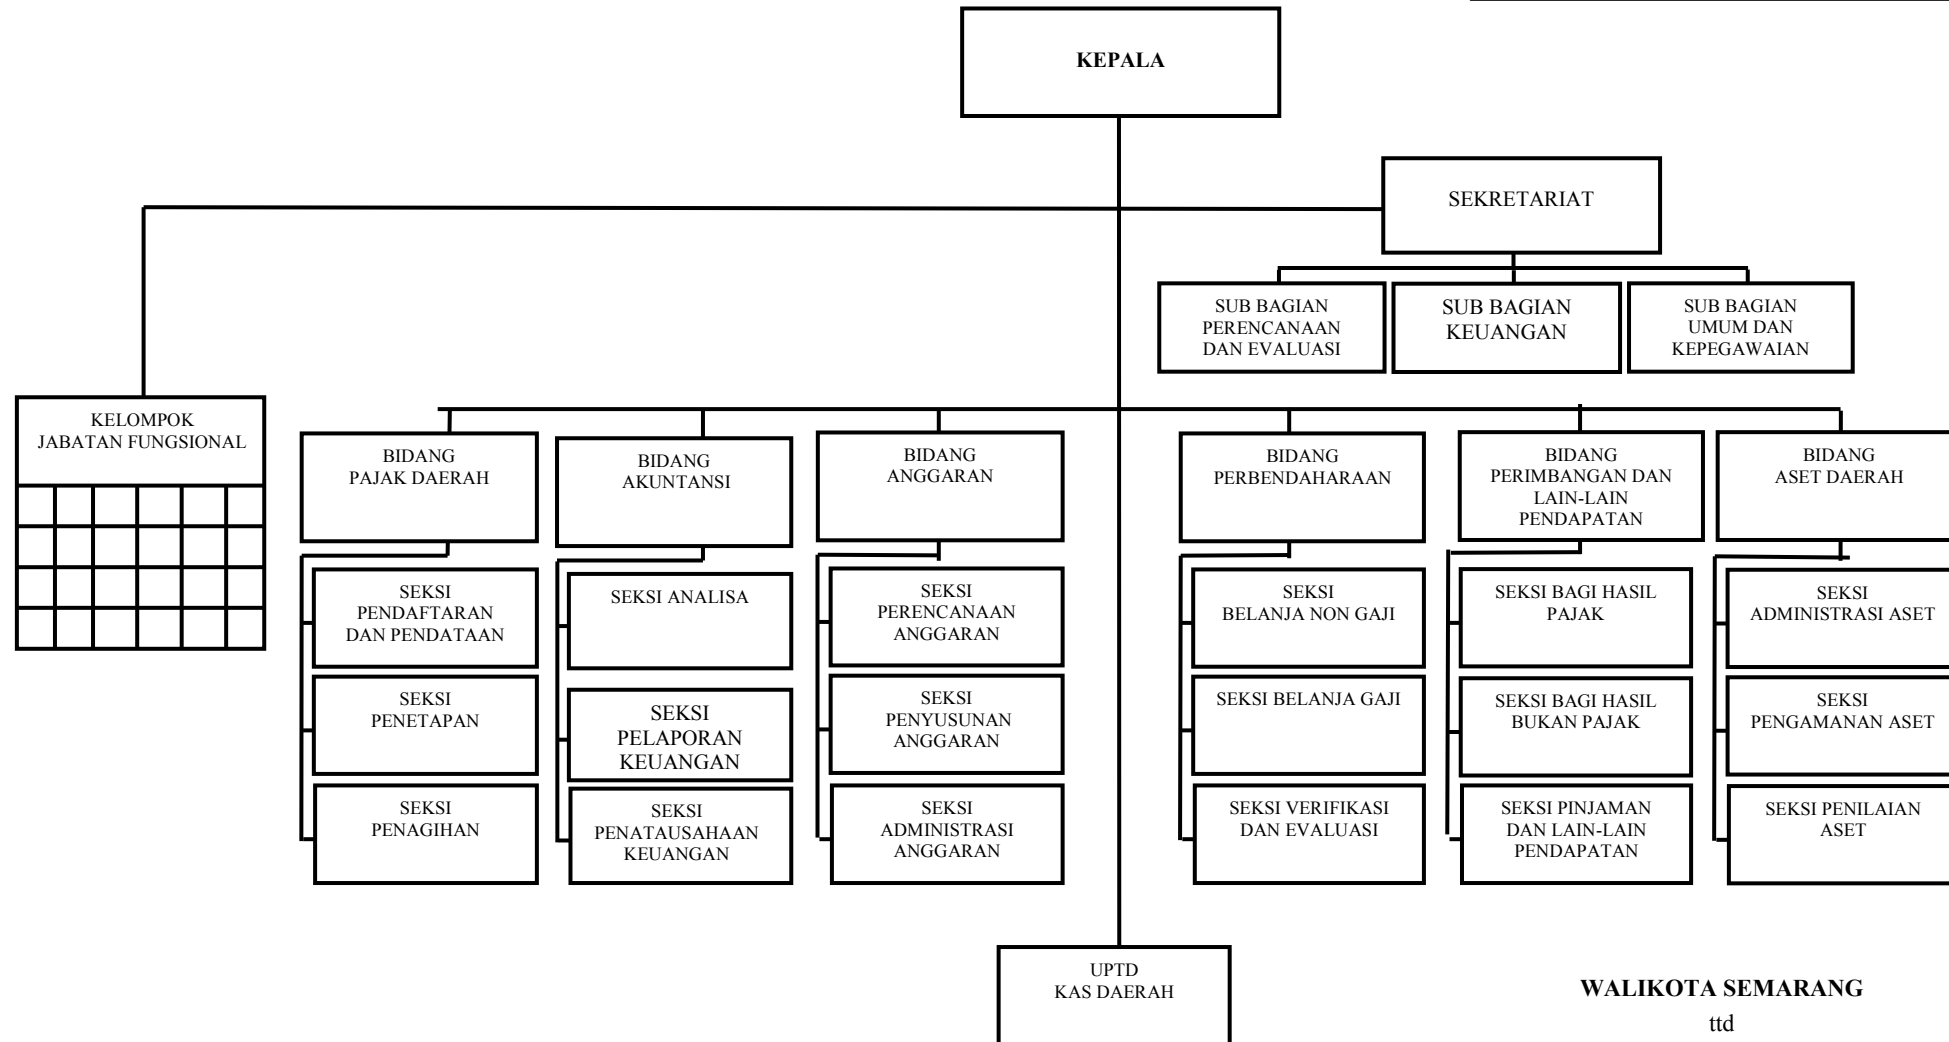 KEPALA
SEKRETARIAT
SUB BAGIAN
PERENCANAAN
DAN EVALUASI
SUB BAGIAN
KEUANGAN
SUB BAGIAN
UMUM DAN
KEPEGAWAIAN
KELOMPOK
JABATAN FUNGSIONAL
BIDANG
PAJAK DAERAH
BIDANG
AKUNTANSI
BIDANG
ANGGARAN
BIDANG
PERBENDAHARAAN
BIDANG
PERIMBANGAN DAN
LAIN-LAIN
PENDAPATAN
BIDANG
ASET DAERAH
SEKSI
PENDAFTARAN
DAN PENDATAAN
SEKSI ANALISA
SEKSI
PERENCANAAN
ANGGARAN
SEKSI
BELANJA NON GAJI
SEKSI BAGI HASIL
PAJAK
SEKSI
ADMINISTRASI ASET
SEKSI
PENETAPAN
SEKSI
PELAPORAN
KEUANGAN
SEKSI
PENYUSUNAN
ANGGARAN
SEKSI BELANJA GAJI
SEKSI BAGI HASIL
BUKAN PAJAK
SEKSI
PENGAMANAN ASET
SEKSI
PENAGIHAN
SEKSI
PENATAUSAHAAN
KEUANGAN
SEKSI
ADMINISTRASI
ANGGARAN
SEKSI VERIFIKASI
DAN EVALUASI
SEKSI PINJAMAN
DAN LAIN-LAIN
PENDAPATAN
SEKSI PENILAIAN
ASET
UPTD
KAS DAERAH
WALIKOTA SEMARANG
ttd